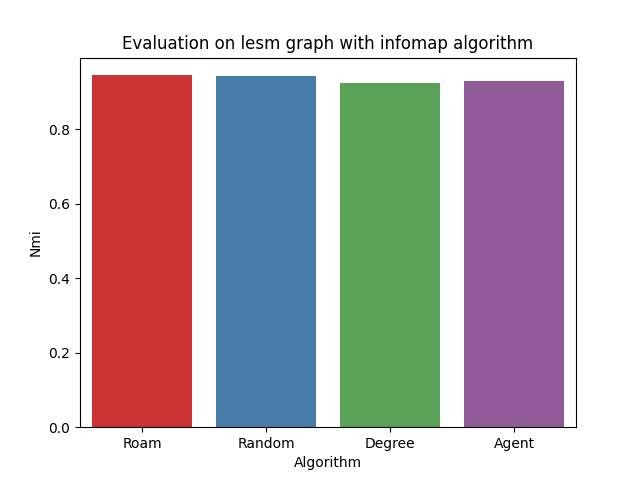 Evaluation on lesm graph with infomap algorithm
0.8
0.6
0.4
0.2
0.0
Nmi
Roam Random Degree Agent
Algorithm